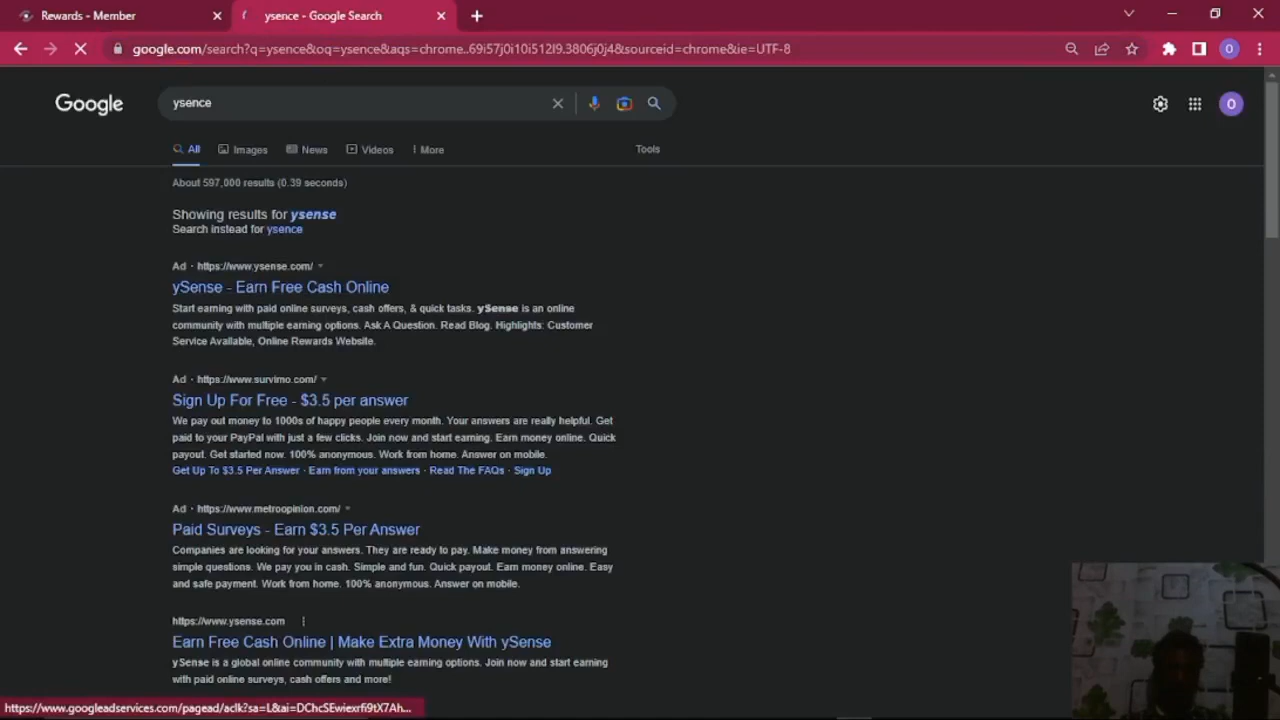 Rewards - Member
ysence - Google Search
google.com/search?q=ysence&oq=ysence&aqs=chrome..69i57j0i10i512l9.3806j0j4&sourceid=chrome&ie=UTF-8
O
Google
ysence
O
All
Images
News
Videos
More
Tools
About 597,000 results (0.39 seconds)
Showing results for ysense
Search instead for ysence
Ad · https://www.ysense.com/
ySense - Earn Free Cash Online
Start earning with paid online surveys, cash offers, & quick tasks. ySense is an online
community with multiple earning options. Ask A Question. Read Blog. Highlights: Customer
Service Available, Online Rewards Website.
Ad · https://www.survimo.com/
Sign Up For Free - $3.5 per answer
We pay out money to 1000s of happy people every month. Your answers are really helpful. Get
paid to your PayPal with just a few clicks. Join now and start earning. Earn money online. Quick
payout. Get started now. 100% anonymous. Work from home. Answer on mobile.
Get Up To $3.5 Per Answer · Earn from your answers · Read The FAQs · Sign Up
Ad · https://www.metroopinion.com/
Paid Surveys - Earn $3.5 Per Answer
Companies are looking for your answers. They are ready to pay. Make money from answering
simple questions. We pay you in cash. Simple and fun. Quick payout. Earn money online. Easy
and safe payment. Work from home. 100% anonymous. Answer on mobile.
https://www.ysense.com
Earn Free Cash Online | Make Extra Money With ySense
ySense is a global online community with multiple earning options. Join now and start earning
with paid online surveys, cash offers and more!
https://www.googleadservices.com/pagead/aclk?sa=L&ai=DChcSEwiexrfi9tX7Ah...